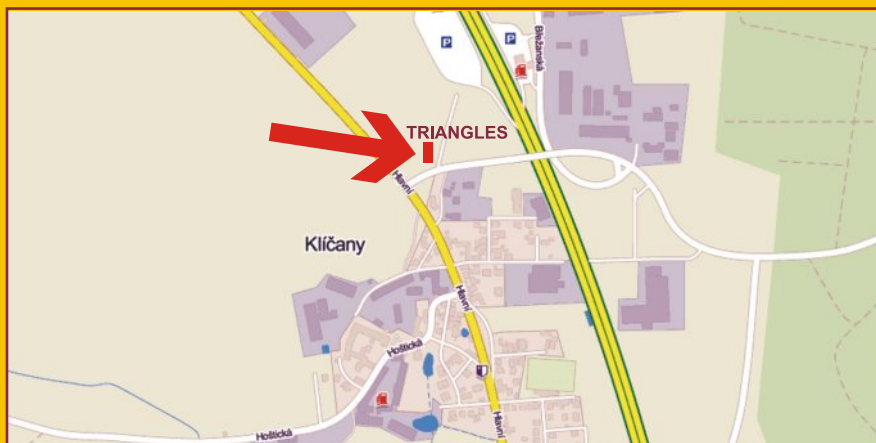 P
P
Břežanská
TRIANGLES
Hlavní
Klíčany
Hlavní
Hoštická
Hlavní
Hoštická